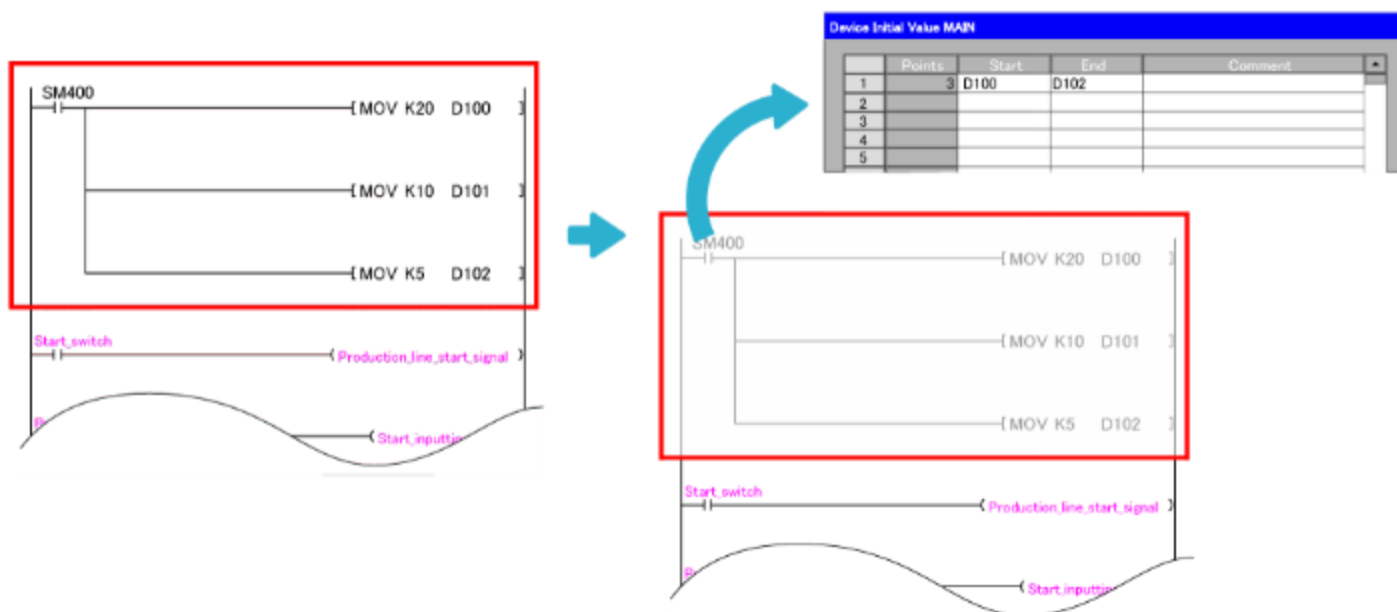 SM400
MOV K20 D100
MOV K10 D101
MOV K5 D102
Start_switch
Production_line_start_signal
Device Initial Value MAIN
Points Start End Comment
1 3 D100 D102
2
3
4
5
SM400
MOV K20 D100
MOV K10 D101
MOV K5 D102
Start_switch
Production_line_start_signal